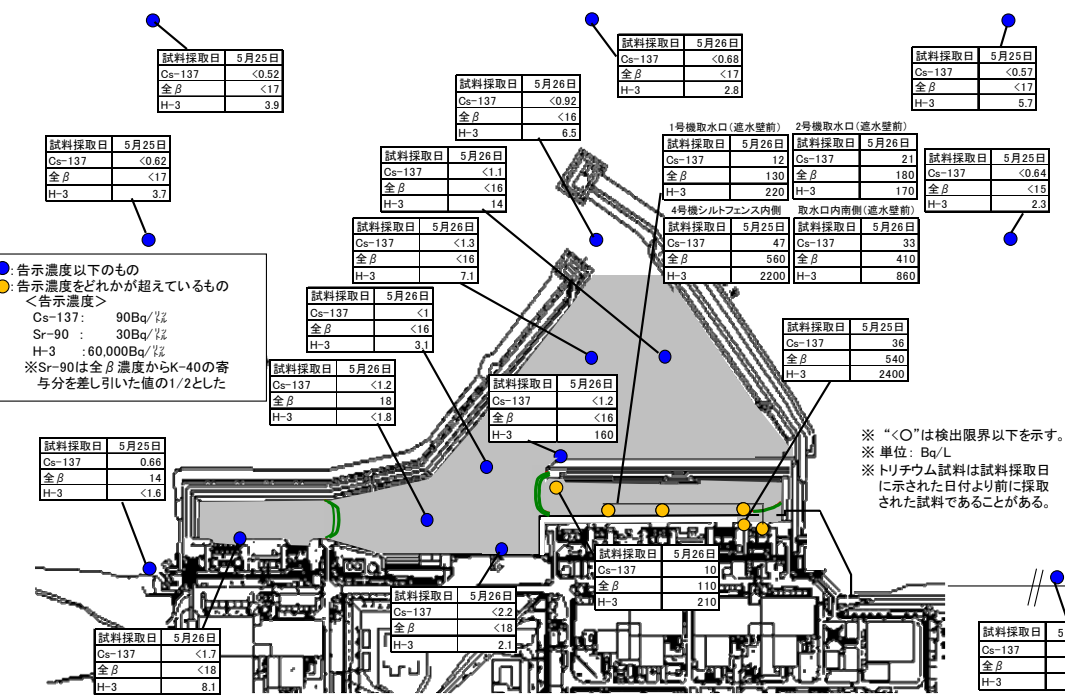 試料採取日 5月25日
Cs-137 <0.52
全β <17
H-3 3.9
試料採取日 5月26日
Cs-137 <0.68
全β <17
H-3 2.8
試料採取日 5月25日
Cs-137 <0.57
全β <17
H-3 5.7
試料採取日 5月26日
Cs-137 <0.92
全β <16
H-3 6.5
試料採取日 5月25日
Cs-137 <0.62
全β <17
H-3 3.7
試料採取日 5月26日
Cs-137 <1.1
全β <16
H-3 14
1号機取水口(遮水壁前)
試料採取日 5月26日
Cs-137 12
全β 130
H-3 220
2号機取水口(遮水壁前)
試料採取日 5月26日
Cs-137 21
全β 180
H-3 170
試料採取日 5月25日
Cs-137 <0.64
全β <15
H-3 2.3
4号機シルトフェンス内側
試料採取日 5月25日
Cs-137 47
全β 560
H-3 2200
取水口内南側(遮水壁前)
試料採取日 5月26日
Cs-137 33
全β 410
H-3 860
試料採取日 5月26日
Cs-137 <1.3
全β <16
H-3 7.1
:告示濃度以下のもの
:告示濃度をどれかが超えているもの
<告示濃度>
Cs-137: 90Bq/㍑
Sr-90 : 30Bq/㍑
H-3 :60,000Bq/㍑
※Sr-90は全β濃度からK-40の寄
与分を差し引いた値の1/2とした
試料採取日 5月26日
Cs-137 <1
全β <16
H-3 3.1
試料採取日 5月25日
Cs-137 36
全β 540
H-3 2400
試料採取日 5月26日
Cs-137 <1.2
全β 18
H-3 <1.8
試料採取日 5月26日
Cs-137 <1.2
全β <16
H-3 160
※ “<○”は検出限界以下を示す。
※ 単位: Bq/L
※ トリチウム試料は試料採取日
に示された日付より前に採取
された試料であることがある。
試料採取日 5月25日
Cs-137 0.66
全β 14
H-3 <1.6
試料採取日 5月26日
Cs-137 10
全β 110
H-3 210
試料採取日 5月26日
Cs-137 <2.2
全β <18
H-3 2.1
試料採取日 5月26日
Cs-137 <1.7
全β <18
H-3 8.1
試料採取日 5
Cs-137
全β
H-3